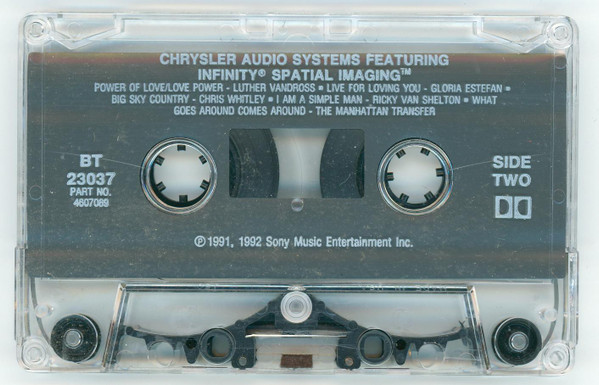 CHRYSLER AUDIO SYSTEMS FEATURING
INFINITY® SPATIAL IMAGING™
POWER OF LOVE/LOVE POWER - LUTHER VANDROSS ▪ LIVE FOR LOVING YOU - GLORIA ESTEFAN ▪
BIG SKY COUNTRY - CHRIS WHITLEY ▪ I AM A SIMPLE MAN - RICKY VAN SHELTON ▪ WHAT
GOES AROUND COMES AROUND - THE MANHATTAN TRANSFER
BT
23037
PART NO.
4607089
SIDE
TWO
℗1991, 1992 Sony Music Entertainment Inc.